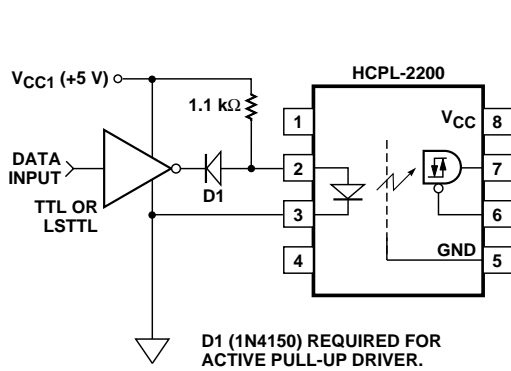 HCPL-2200
VCC1 (+5 V)
1.1 kΩ
DATA
INPUT
TTL OR
LSTTL
D1
1
2
3
4
VCC
GND
8
7
6
5
D1 (1N4150) REQUIRED FOR
ACTIVE PULL-UP DRIVER.